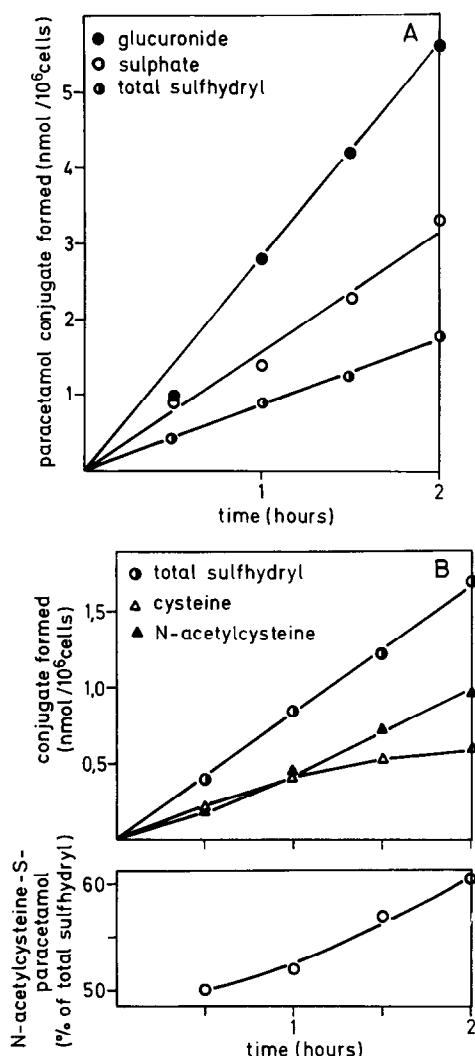 A
● glucuronide
○ sulphate
◑ total sulfhydryl
paracetamol conjugate formed (nmol /10⁶cells)
5
4
3
2
1
1
2
time (hours)
B
◑ total sulfhydryl
△ cysteine
▲ N-acetylcysteine
conjugate formed
(nmol /10⁶cells)
1,5
1,0
0,5
N-acetylcysteine-S-
paracetamol
(% of total sulfhydryl)
60
50
1
2
time (hours)